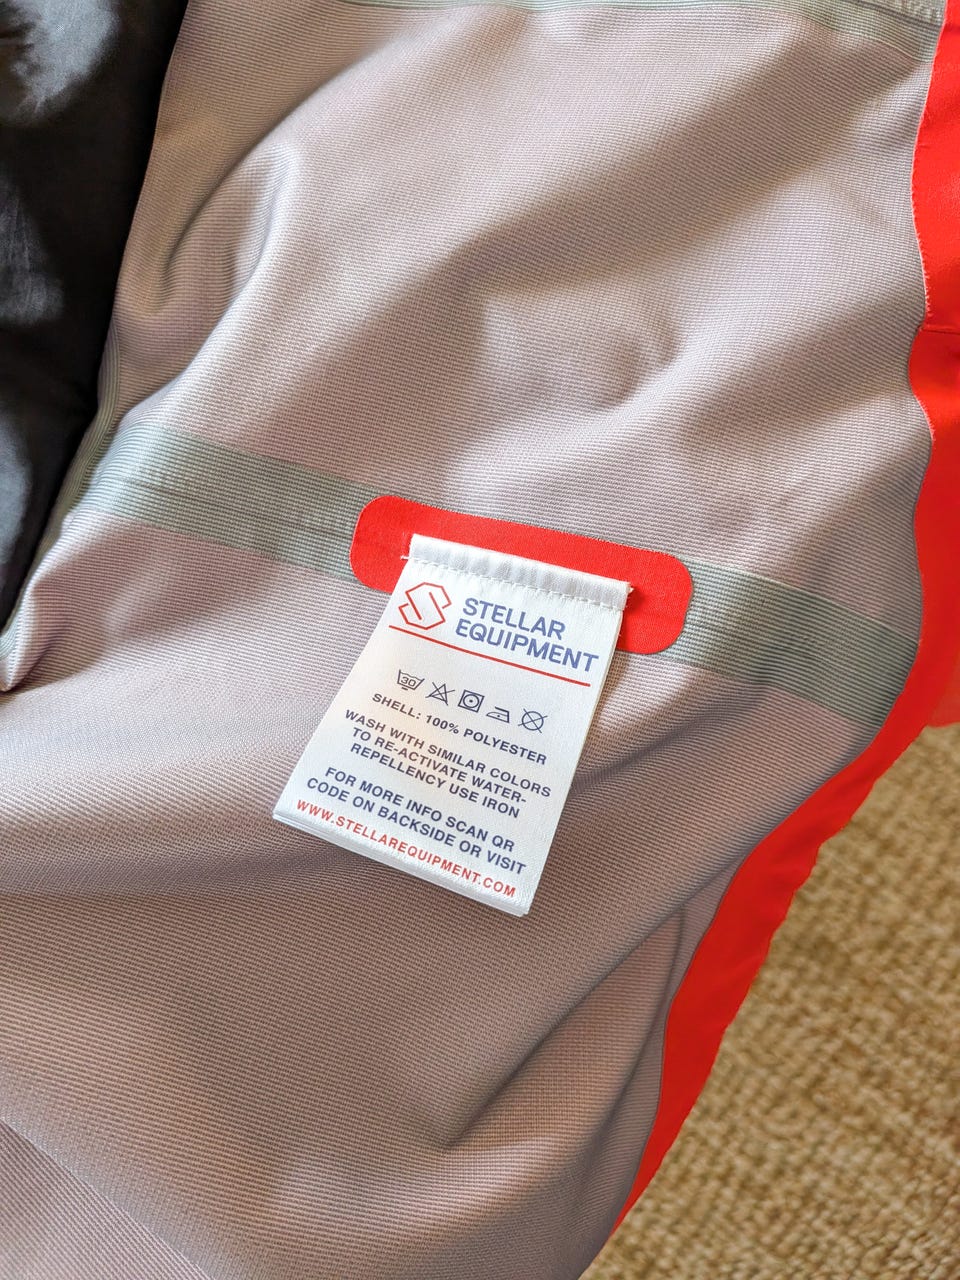 STELLAR
EQUIPMENT
30
SHELL: 100% POLYESTER
WASH WITH SIMILAR COLORS
TO RE-ACTIVATE WATER-
REPELLENCY USE IRON
FOR MORE INFO SCAN QR
CODE ON BACKSIDE OR VISIT
WWW.STELLAREQUIPMENT.COM